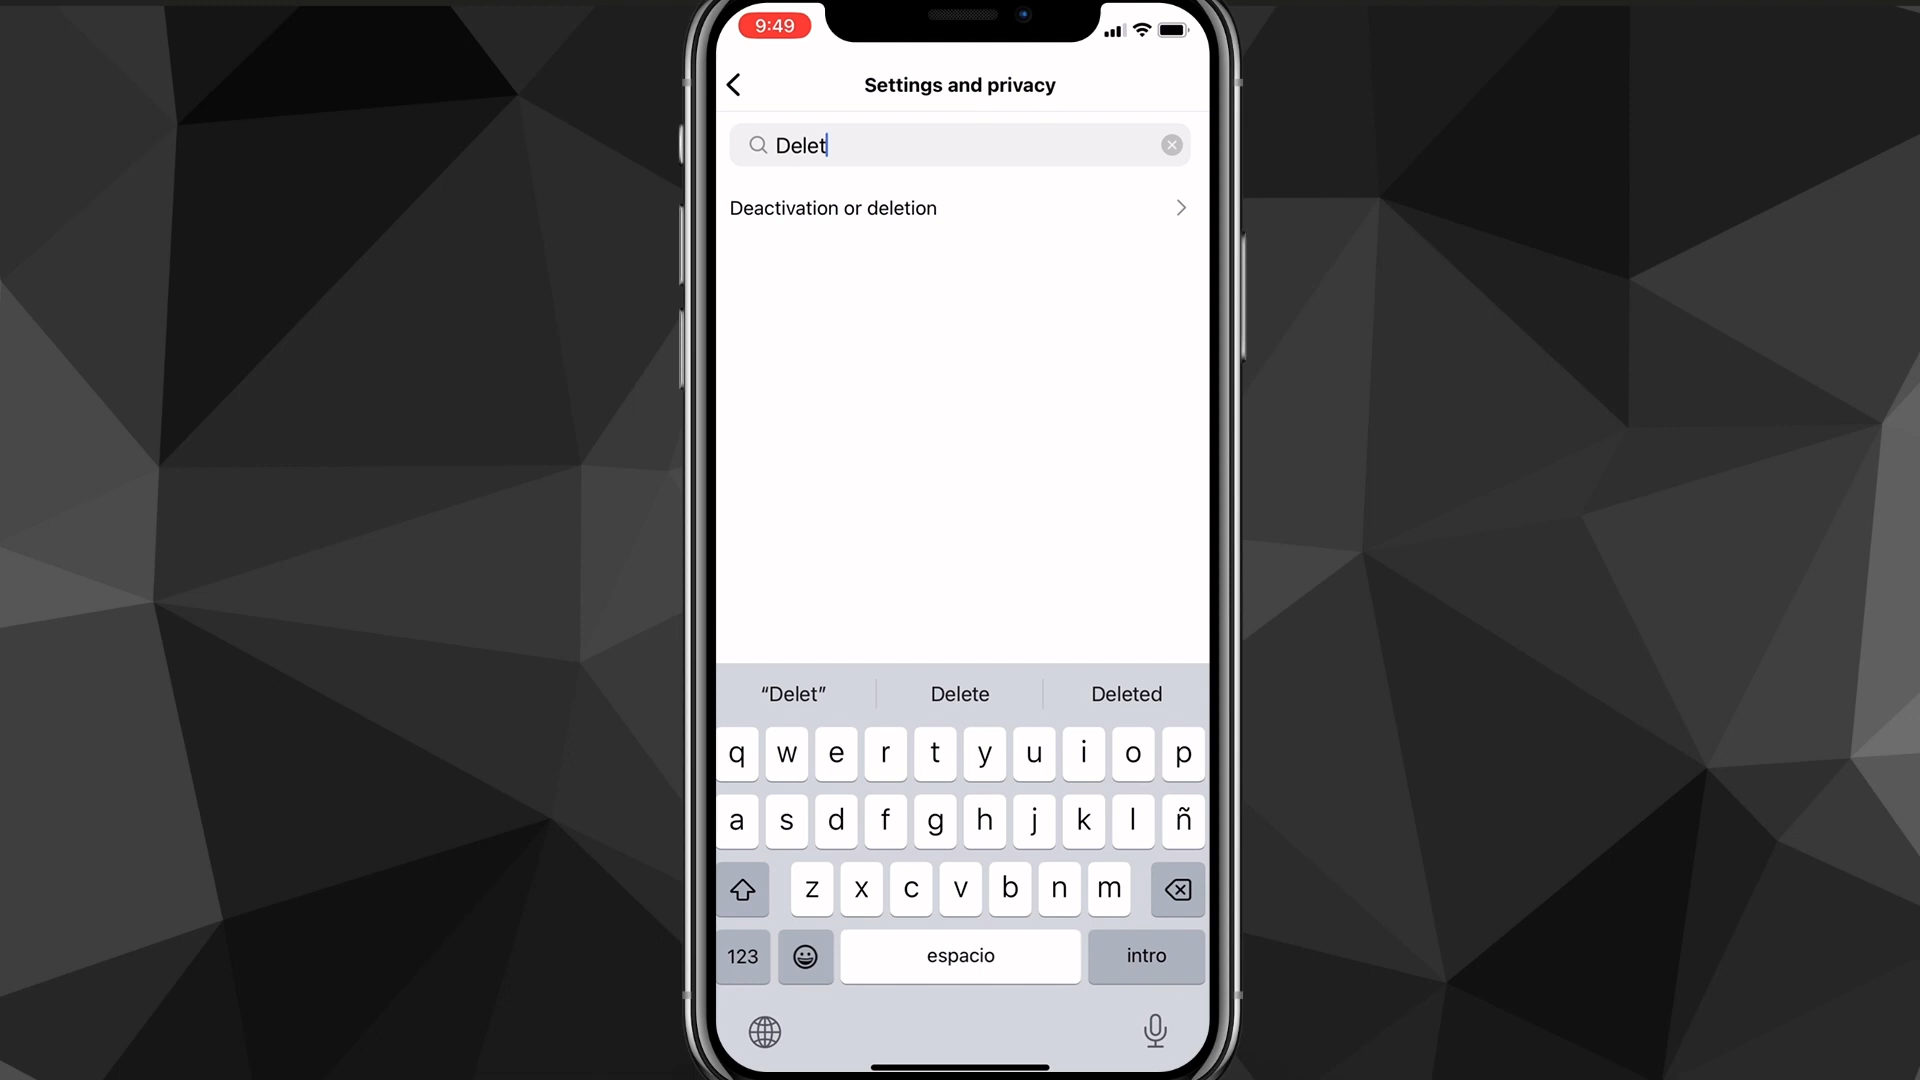 9:49
Settings and privacy
Delet
Deactivation or deletion
“Delet” Delete Deleted
q w e r t y u i o p
a s d f g h j k l ñ
z x c v b n m
123 espacio intro